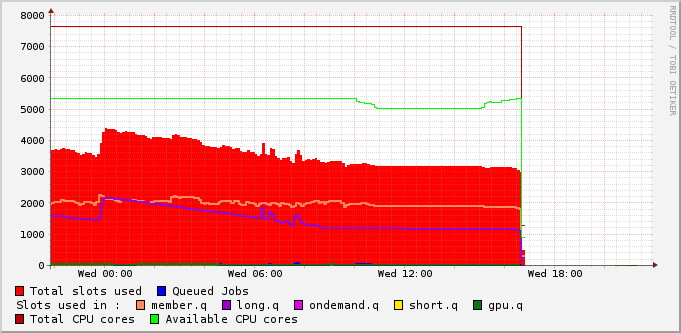 8000
7000
6000
5000
4000
3000
2000
1000
0
Wed 00:00 Wed 06:00 Wed 12:00 Wed 18:00
Total slots used Queued Jobs
Slots used in : member.q long.q ondemand.q short.q gpu.q
Total CPU cores Available CPU cores
RRDTOOL / TOBI OETIKER